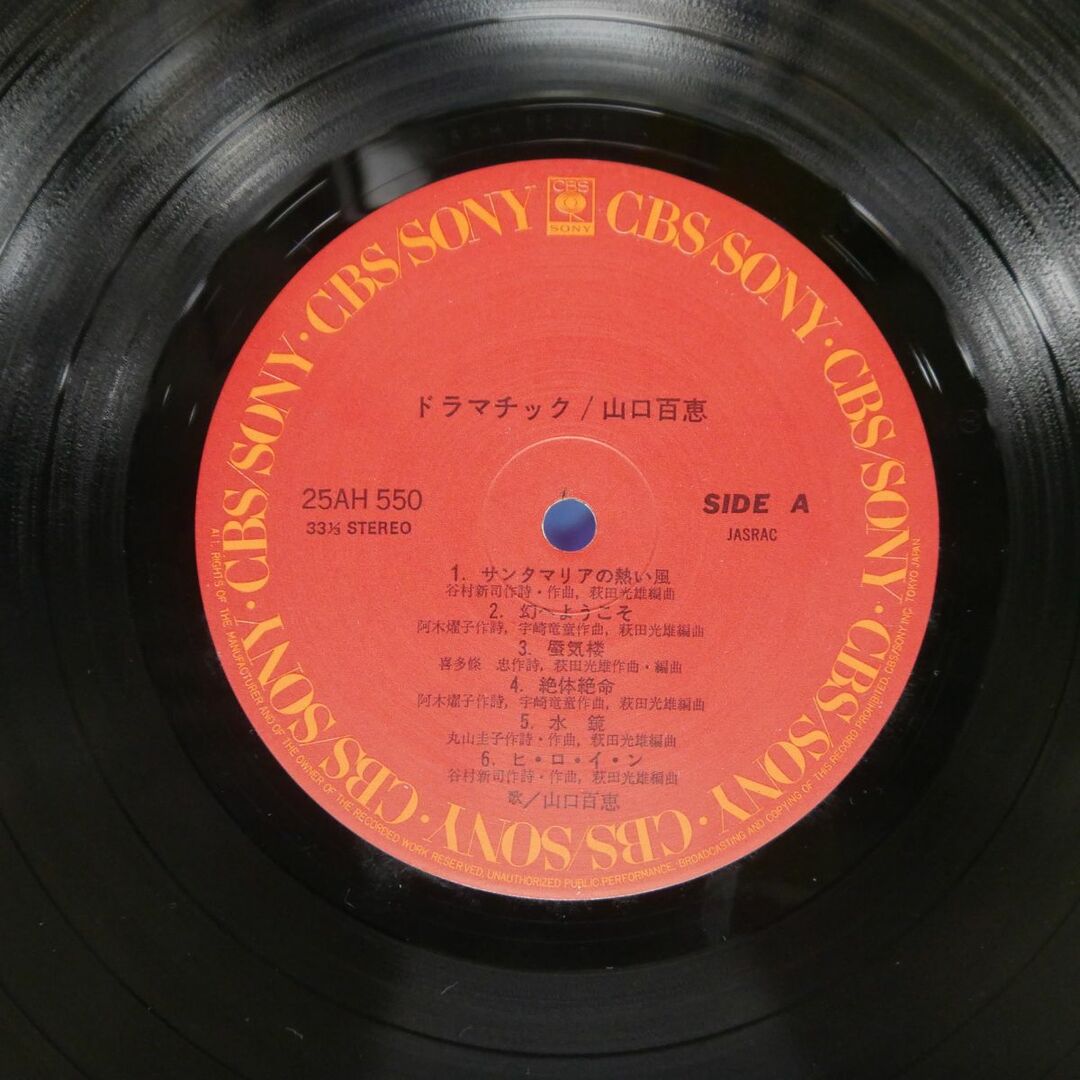 CBS
SONY
CBS/SONY · CBS/SONY · CBS/SONY · CBS/SONY · CBS/SONY · CBS/SONY · CBS/SONY · CBS/SONY
ドラマチック/山口百恵
25AH 550
33⅓ STEREO
SIDE A
JASRAC
1. サンタマリアの熱い風
谷村新司作詩・作曲, 萩田光雄編曲
2. 幻へようこそ
阿木燿子作詩, 宇崎竜童作曲, 萩田光雄編曲
3. 蜃気楼
喜多條 忠作詩, 萩田光雄作曲・編曲
4. 絶体絶命
阿木燿子作詩, 宇崎竜童作曲, 萩田光雄編曲
5. 水 鏡
丸山圭子作詩・作曲, 萩田光雄編曲
6. ヒ・ロ・イ・ン
谷村新司作詩・作曲, 萩田光雄編曲
歌/山口百恵
ALL RIGHTS OF THE MANUFACTURER AND OF THE OWNER OF THE RECORDED WORK RESERVED. UNAUTHORIZED PUBLIC PERFORMANCE, BROADCASTING AND COPYING OF THIS RECORD PROHIBITED. CBS/SONY INC. TOKYO JAPAN